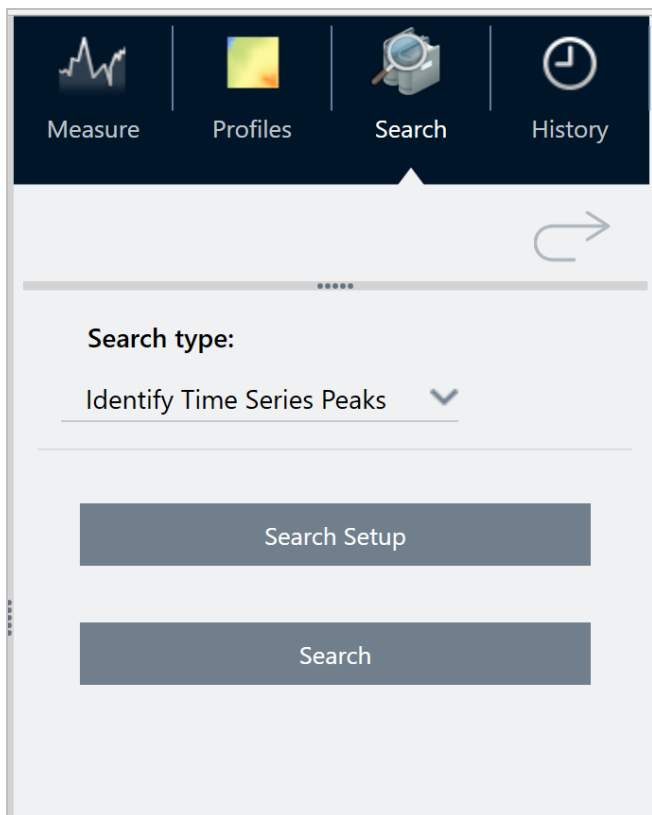 Measure
Profiles
Search
History
Search type:
Identify Time Series Peaks
Search Setup
Search